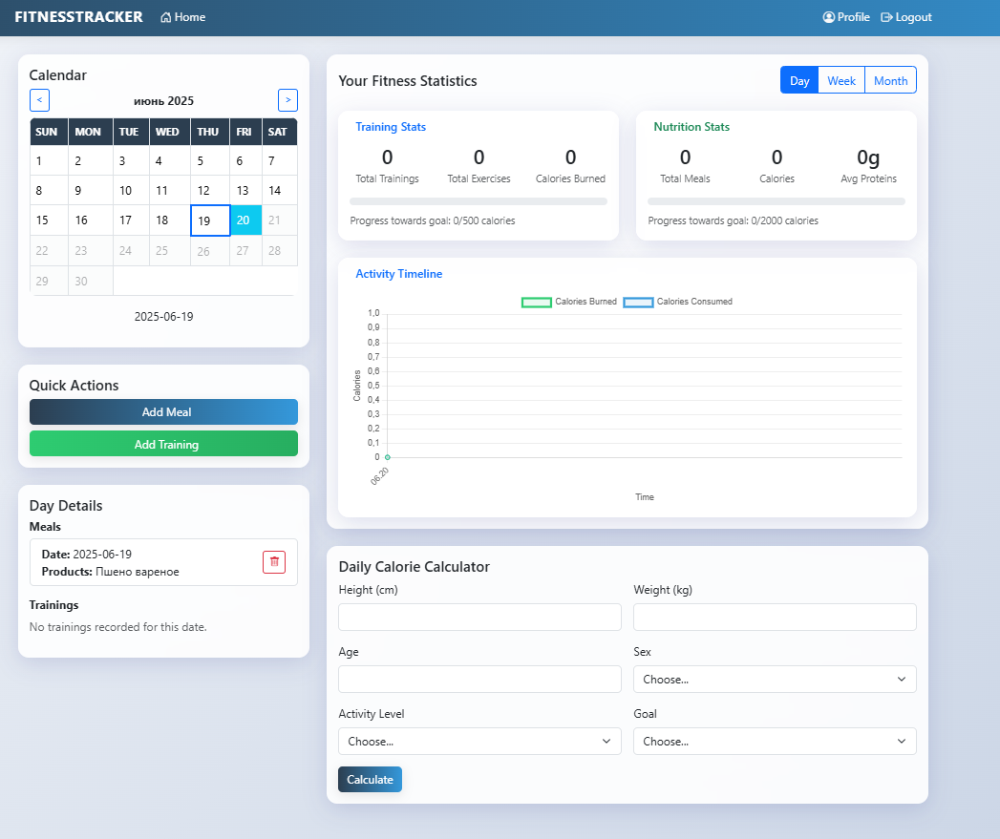 FITNESSTRACKER Home Profile Logout
Calendar
< июнь 2025 >
SUN MON TUE WED THU FRI SAT
1 2 3 4 5 6 7
8 9 10 11 12 13 14
15 16 17 18 19 20 21
22 23 24 25 26 27 28
29 30
2025-06-19
Quick Actions
Add Meal
Add Training
Day Details
Meals
Date: 2025-06-19
Products: Пшено вареное
Trainings
No trainings recorded for this date.
Your Fitness Statistics
Day Week Month
Training Stats
0 0 0
Total Trainings Total Exercises Calories Burned
Progress towards goal: 0/500 calories
Nutrition Stats
0 0 0g
Total Meals Calories Avg Proteins
Progress towards goal: 0/2000 calories
Activity Timeline
Calories Burned Calories Consumed
1,0
0,9
0,8
0,7
0,6
0,5
0,4
0,3
0,2
0,1
0
Calories
06.20
Time
Daily Calorie Calculator
Height (cm) Weight (kg)
Age Sex
Choose...
Activity Level Goal
Choose... Choose...
Calculate